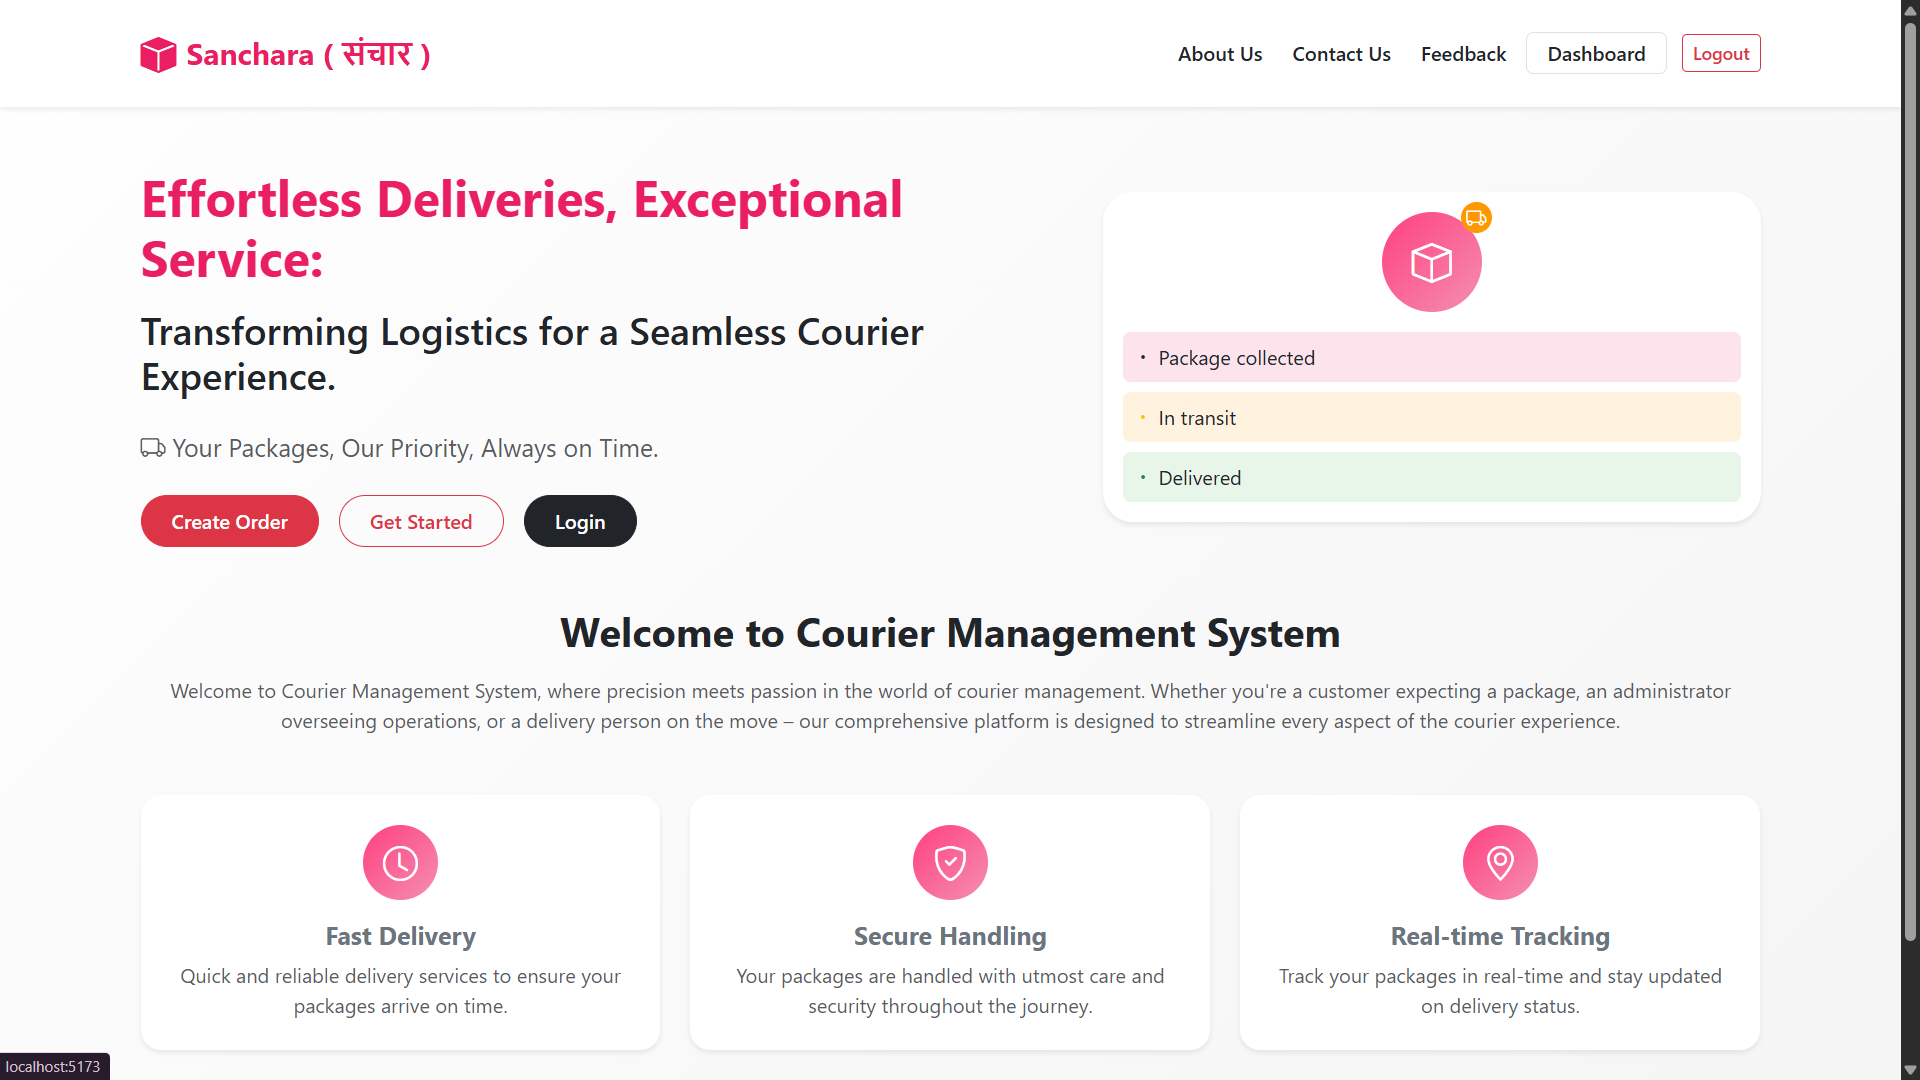 Sanchara ( संचार )
About Us
Contact Us
Feedback
Dashboard
Logout
Effortless Deliveries, Exceptional
Service:
Transforming Logistics for a Seamless Courier
Experience.
Your Packages, Our Priority, Always on Time.
Create Order
Get Started
Login
Package collected
In transit
Delivered
Welcome to Courier Management System
Welcome to Courier Management System, where precision meets passion in the world of courier management. Whether you're a customer expecting a package, an administrator
overseeing operations, or a delivery person on the move – our comprehensive platform is designed to streamline every aspect of the courier experience.
Fast Delivery
Quick and reliable delivery services to ensure your
packages arrive on time.
Secure Handling
Your packages are handled with utmost care and
security throughout the journey.
Real-time Tracking
Track your packages in real-time and stay updated
on delivery status.
localhost:5173